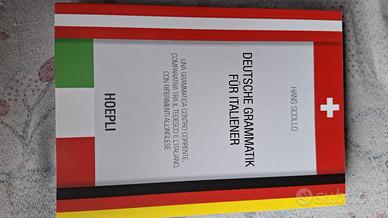 HANS SCOLLO
DEUTSCHE GRAMMATIK
FÜR ITALIENER
UNA GRAMMATICA CONTRO CORRENTE,
COMPARATIVA TRA IL TEDESCO E L'ITALIANO,
CON RIFERIMENTI ALL'INGLESE
HOEPLI
subito